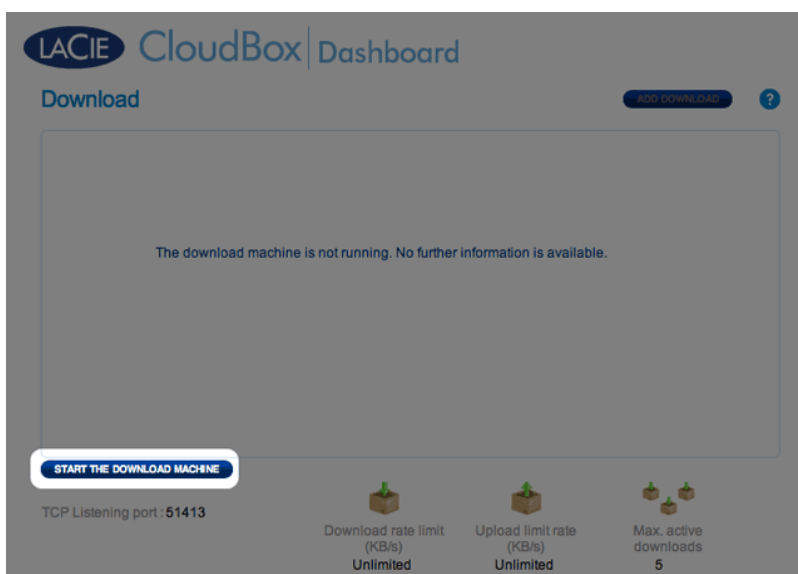 LACIE CloudBox Dashboard
Download
ADD DOWNLOAD ?
The download machine is not running. No further information is available.
START THE DOWNLOAD MACHINE
TCP Listening port : 51413
Download rate limit
(KB/s)
Unlimited
Upload limit rate
(KB/s)
Unlimited
Max. active
downloads
5